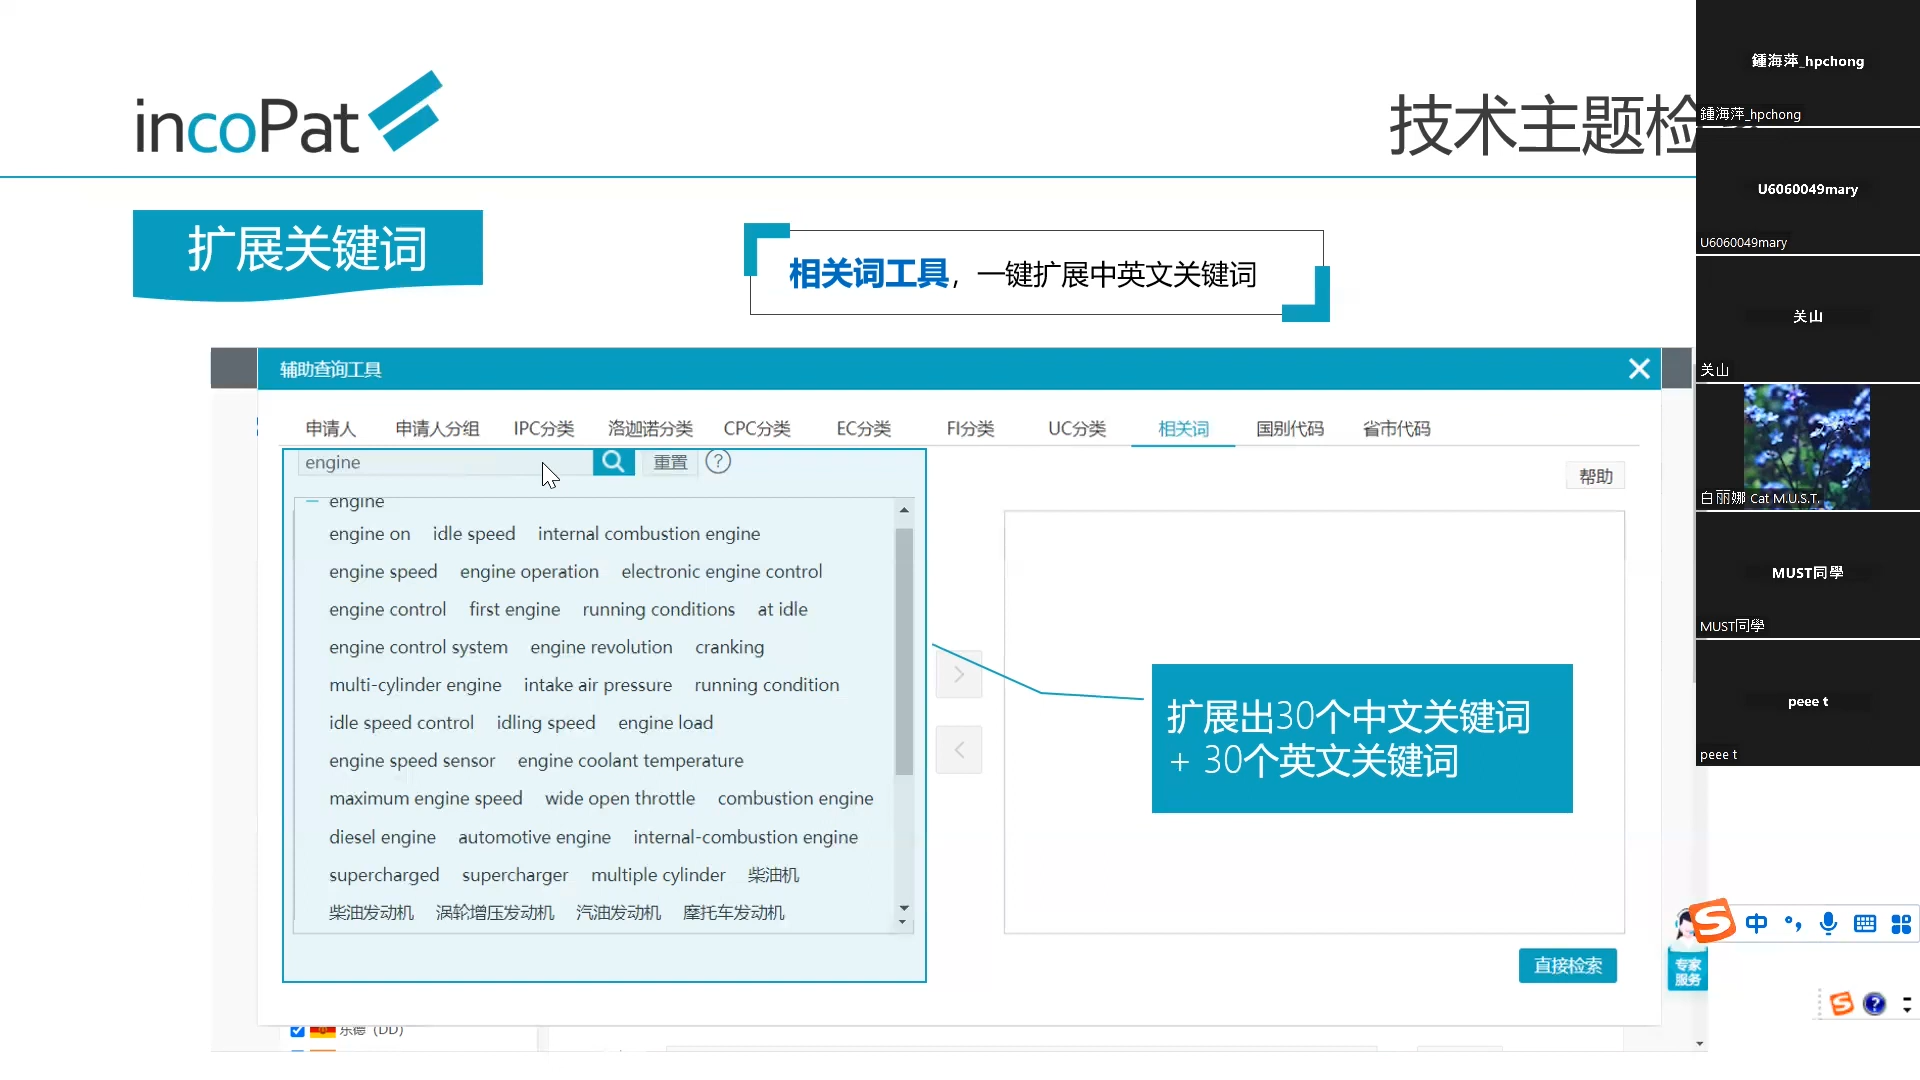 incoPat
技术主题检
扩展关键词
相关词工具，一键扩展中英文关键词
辅助查询工具
申请人 申请人分组 IPC分类 洛迦诺分类 CPC分类 EC分类 FI分类 UC分类 相关词 国别代码 省市代码
engine 重置 ?
帮助
engine
engine on idle speed internal combustion engine
engine speed engine operation electronic engine control
engine control first engine running conditions at idle
engine control system engine revolution cranking
multi-cylinder engine intake air pressure running condition
idle speed control idling speed engine load
engine speed sensor engine coolant temperature
maximum engine speed wide open throttle combustion engine
diesel engine automotive engine internal-combustion engine
supercharged supercharger multiple cylinder 柴油机
柴油发动机 涡轮增压发动机 汽油发动机 摩托车发动机
扩展出30个中文关键词
+ 30个英文关键词
直接检索
东德 (DD)
专家
服务
中
鍾海萍_hpchong
鍾海萍_hpchong
U6060049mary
U6060049mary
关山
关山
白丽娜 Cat M.U.S.T.
MUST同學
MUST同學
peee t
peee t